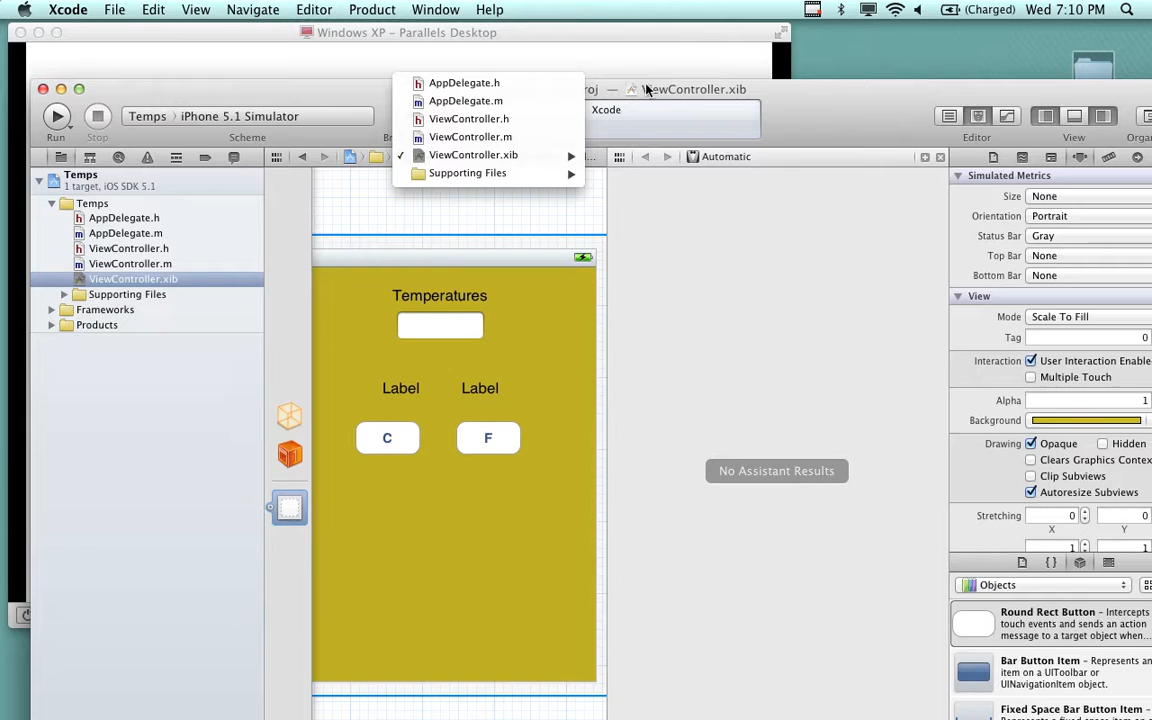 Xcode File Edit View Navigate Editor Product Window Help (Charged) Wed 7:10 PM
Windows XP – Parallels Desktop
AppDelegate.h
AppDelegate.m
ViewController.h
ViewController.m
✓ ViewController.xib
Supporting Files
roj — ViewController.xib
Run
Stop
Temps › iPhone 5.1 Simulator
Scheme
Xcode
Editor
View
Automatic
Temps
1 target, iOS SDK 5.1
Temps
AppDelegate.h
AppDelegate.m
ViewController.h
ViewController.m
ViewController.xib
Supporting Files
Frameworks
Products
Temperatures
Label Label
C F
No Assistant Results
Simulated Metrics
Size None
Orientation Portrait
Status Bar Gray
Top Bar None
Bottom Bar None
View
Mode Scale To Fill
Tag 0
Interaction User Interaction Enable
Multiple Touch
Alpha 1
Background
Drawing Opaque Hidden
Clears Graphics Contex
Clip Subviews
Autoresize Subviews
Stretching 0 0
X Y
1 1
Objects
Round Rect Button – Intercepts
touch events and sends an action
message to a target object when...
Bar Button Item – Represents an
item on a UIToolbar or
UINavigationItem object.
Fixed Space Bar Button Item –